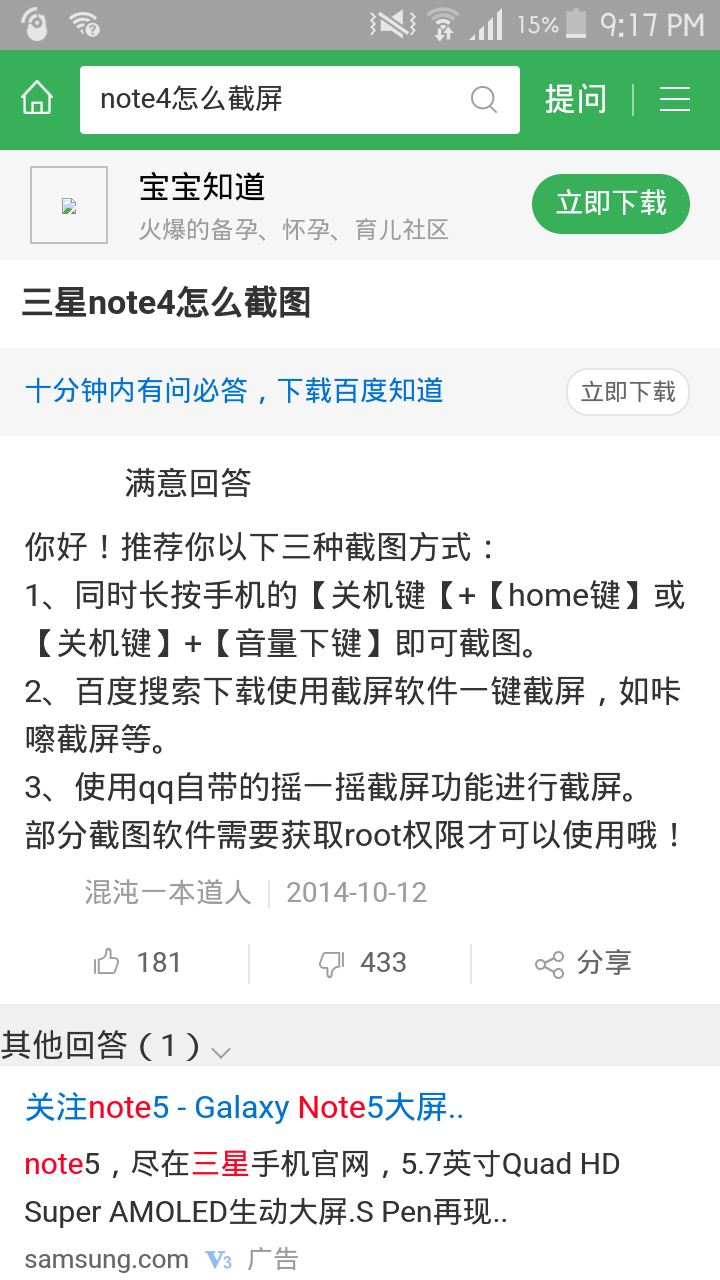 15% 9:17 PM
note4怎么截屏 提问
宝宝知道
火爆的备孕、怀孕、育儿社区
立即下载
三星note4怎么截图
十分钟内有问必答，下载百度知道 立即下载
满意回答
你好！推荐你以下三种截图方式：
1、同时长按手机的【关机键【+【home键】或
【关机键】+【音量下键】即可截图。
2、百度搜索下载使用截屏软件一键截屏，如咔
嚓截屏等。
3、使用qq自带的摇一摇截屏功能进行截屏。
部分截图软件需要获取root权限才可以使用哦！
混沌一本道人 2014-10-12
181 433 分享
其他回答（1）
关注note5 - Galaxy Note5大屏..
note5，尽在三星手机官网，5.7英寸Quad HD
Super AMOLED生动大屏.S Pen再现..
samsung.com V3 广告